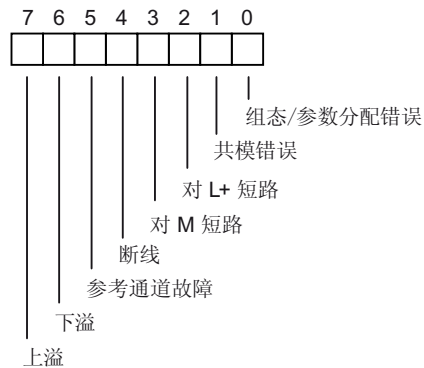 7 6 5 4 3 2 1 0
组态/参数分配错误
共模错误
对 L+ 短路
对 M 短路
断线
参考通道故障
下溢
上溢